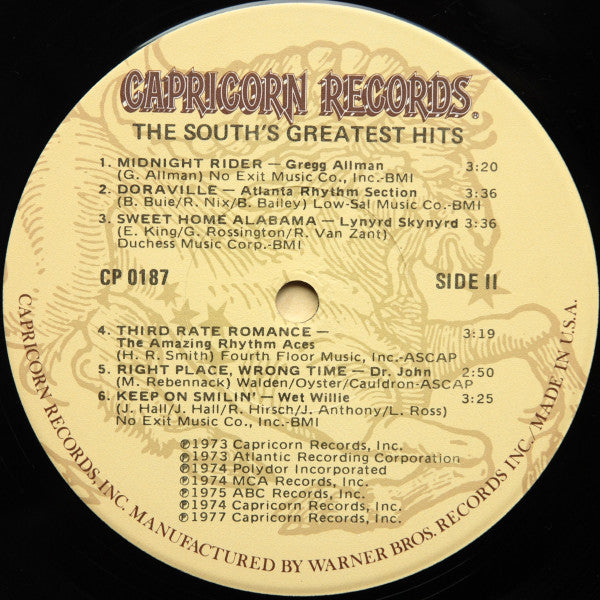 CAPRICORN RECORDS®
THE SOUTH'S GREATEST HITS
1. MIDNIGHT RIDER — Gregg Allman 3:20
(G. Allman) No Exit Music Co., Inc.-BMI
2. DORAVILLE — Atlanta Rhythm Section 3:36
(B. Buie/R. Nix/B. Bailey) Low-Sal Music Co.-BMI
3. SWEET HOME ALABAMA — Lynyrd Skynyrd 3:36
(E. King/G. Rossington/R. Van Zant)
Duchess Music Corp.-BMI
CP 0187 SIDE II
4. THIRD RATE ROMANCE — 3:19
The Amazing Rhythm Aces
(H. R. Smith) Fourth Floor Music, Inc.-ASCAP
5. RIGHT PLACE, WRONG TIME — Dr. John 2:50
(M. Rebennack) Walden/Oyster/Cauldron-ASCAP
6. KEEP ON SMILIN' — Wet Willie 3:25
(J. Hall/J. Hall/R. Hirsch/J. Anthony/L. Ross)
No Exit Music Co., Inc.-BMI
℗1973 Capricorn Records, Inc.
℗1973 Atlantic Recording Corporation
℗1974 Polydor Incorporated
℗1974 MCA Records, Inc.
℗1975 ABC Records, Inc.
℗1974 Capricorn Records, Inc.
℗1977 Capricorn Records, Inc.
CAPRICORN RECORDS, INC. MANUFACTURED BY WARNER BROS. RECORDS INC./MADE IN U.S.A.